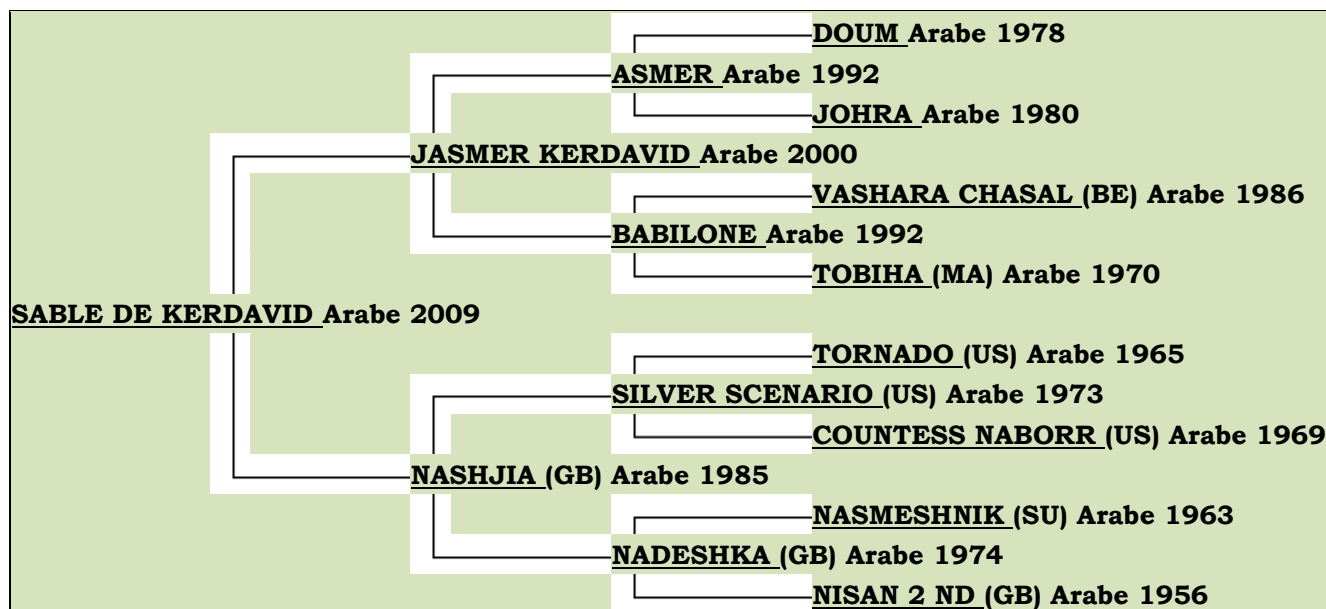 DOUM Arabe 1978
ASMER Arabe 1992
JOHRA Arabe 1980
JASMER KERDAVID Arabe 2000
VASHARA CHASAL (BE) Arabe 1986
BABILONE Arabe 1992
TOBIHA (MA) Arabe 1970
SABLE DE KERDAVID Arabe 2009
TORNADO (US) Arabe 1965
SILVER SCENARIO (US) Arabe 1973
COUNTESS NABORR (US) Arabe 1969
NASHJIA (GB) Arabe 1985
NASMESHNIK (SU) Arabe 1963
NADESHKA (GB) Arabe 1974
NISAN 2 ND (GB) Arabe 1956